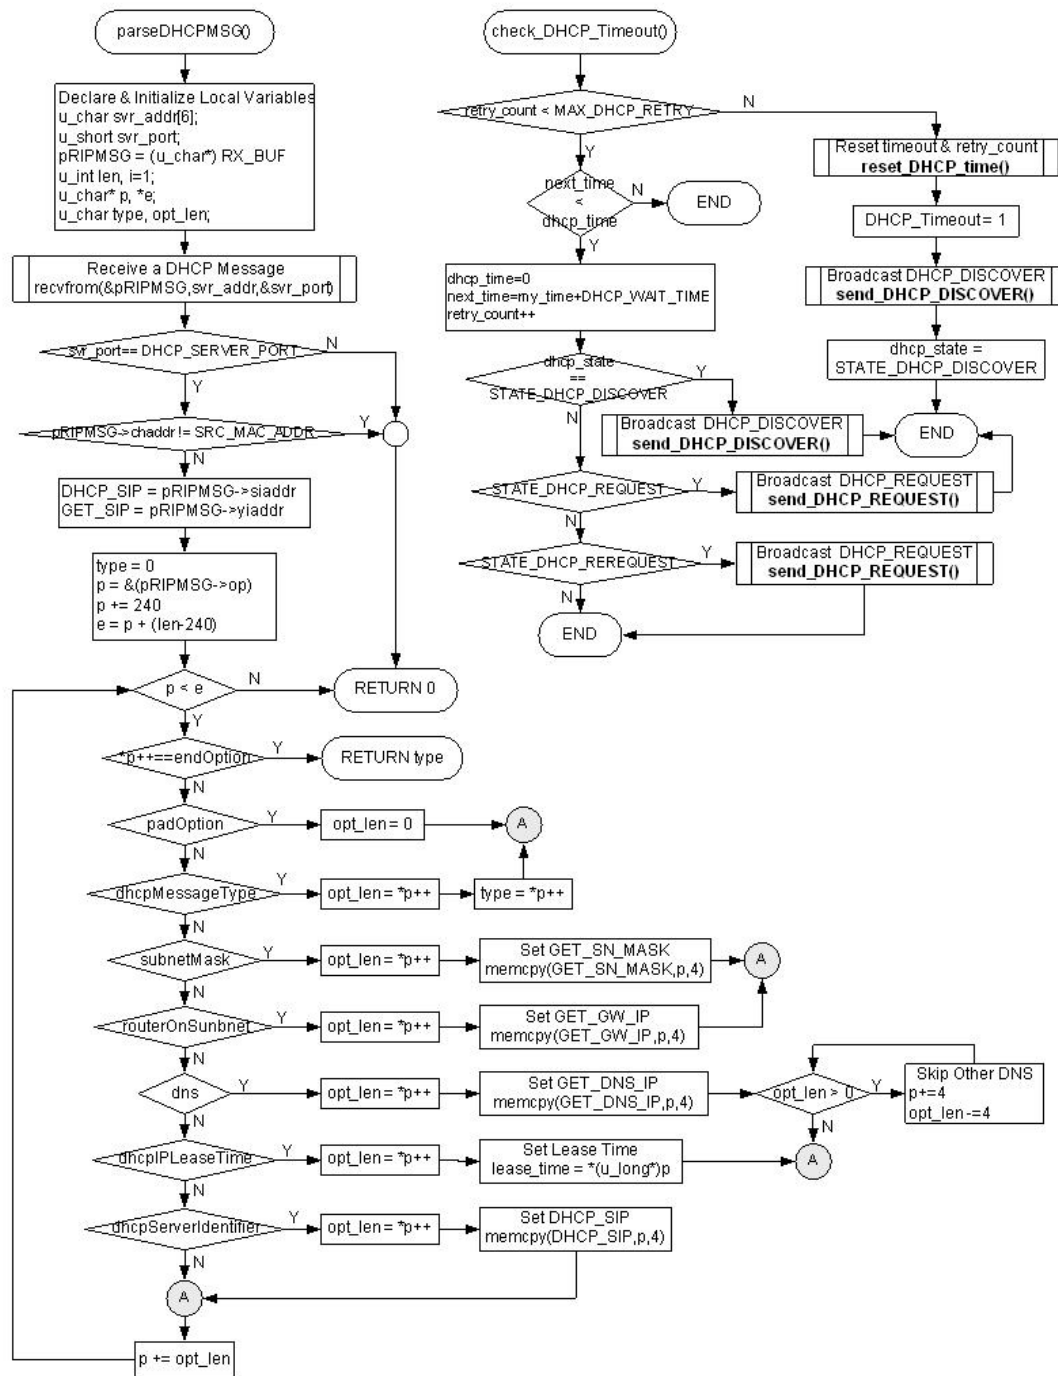 parseDHCPMSG()
Declare & Initialize Local Variables
u_char svr_addr[6];
u_short svr_port;
pRIPMSG = (u_char*) RX_BUF
u_int len, i=1;
u_char* p, *e;
u_char type, opt_len;
Receive a DHCP Message
recvfrom(&pRIPMSG,svr_addr,&svr_port)
svr_port== DHCP_SERVER_PORT
N
Y
pRIPMSG->chaddr != SRC_MAC_ADDR
Y
N
DHCP_SIP = pRIPMSG->siaddr
GET_SIP = pRIPMSG->yiaddr
type = 0
p = &(pRIPMSG->op)
p += 240
e = p + (len-240)
p < e
N
RETURN 0
Y
*p++==endOption
Y
RETURN type
N
padOption
Y
opt_len = 0
A
N
dhcpMessageType
Y
opt_len = *p++
type = *p++
N
subnetMask
Y
opt_len = *p++
Set GET_SN_MASK
memcpy(GET_SN_MASK,p,4)
A
N
routerOnSunbnet
Y
opt_len = *p++
Set GET_GW_IP
memcpy(GET_GW_IP,p,4)
N
dns
Y
opt_len = *p++
Set GET_DNS_IP
memcpy(GET_DNS_IP,p,4)
opt_len > 0
Y
Skip Other DNS
p+=4
opt_len-=4
N
N
dhcpIPLeaseTime
Y
opt_len = *p++
Set Lease Time
lease_time = *(u_long*)p
A
N
dhcpServerIdentifier
Y
opt_len = *p++
Set DHCP_SIP
memcpy(DHCP_SIP,p,4)
N
A
p += opt_len
check_DHCP_Timeout()
retry_count < MAX_DHCP_RETRY
N
Y
Reset timeout & retry_count
reset_DHCP_time()
next_time
<
dhcp_time
N
END
Y
DHCP_Timeout= 1
Broadcast DHCP_DISCOVER
send_DHCP_DISCOVER()
dhcp_state =
STATE_DHCP_DISCOVER
END
dhcp_time=0
next_time=my_time+DHCP_WAIT_TIME
retry_count++
dhcp_state
==
STATE_DHCP_DISCOVER
Y
N
Broadcast DHCP_DISCOVER
send_DHCP_DISCOVER()
STATE_DHCP_REQUEST
Y
Broadcast DHCP_REQUEST
send_DHCP_REQUEST()
N
STATE_DHCP_REREQUEST
Y
Broadcast DHCP_REQUEST
send_DHCP_REQUEST()
N
END